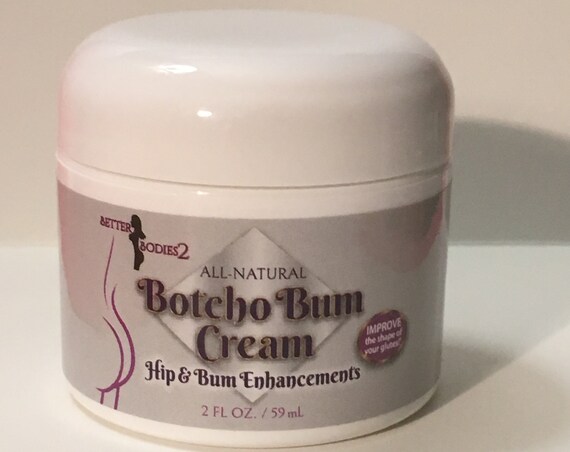 BETTER
BODIES2
ALL-NATURAL
Botcho Bum
Cream
Hip & Bum Enhancements
IMPROVE
the shape of
your glutes!
2 FL OZ. / 59 mL